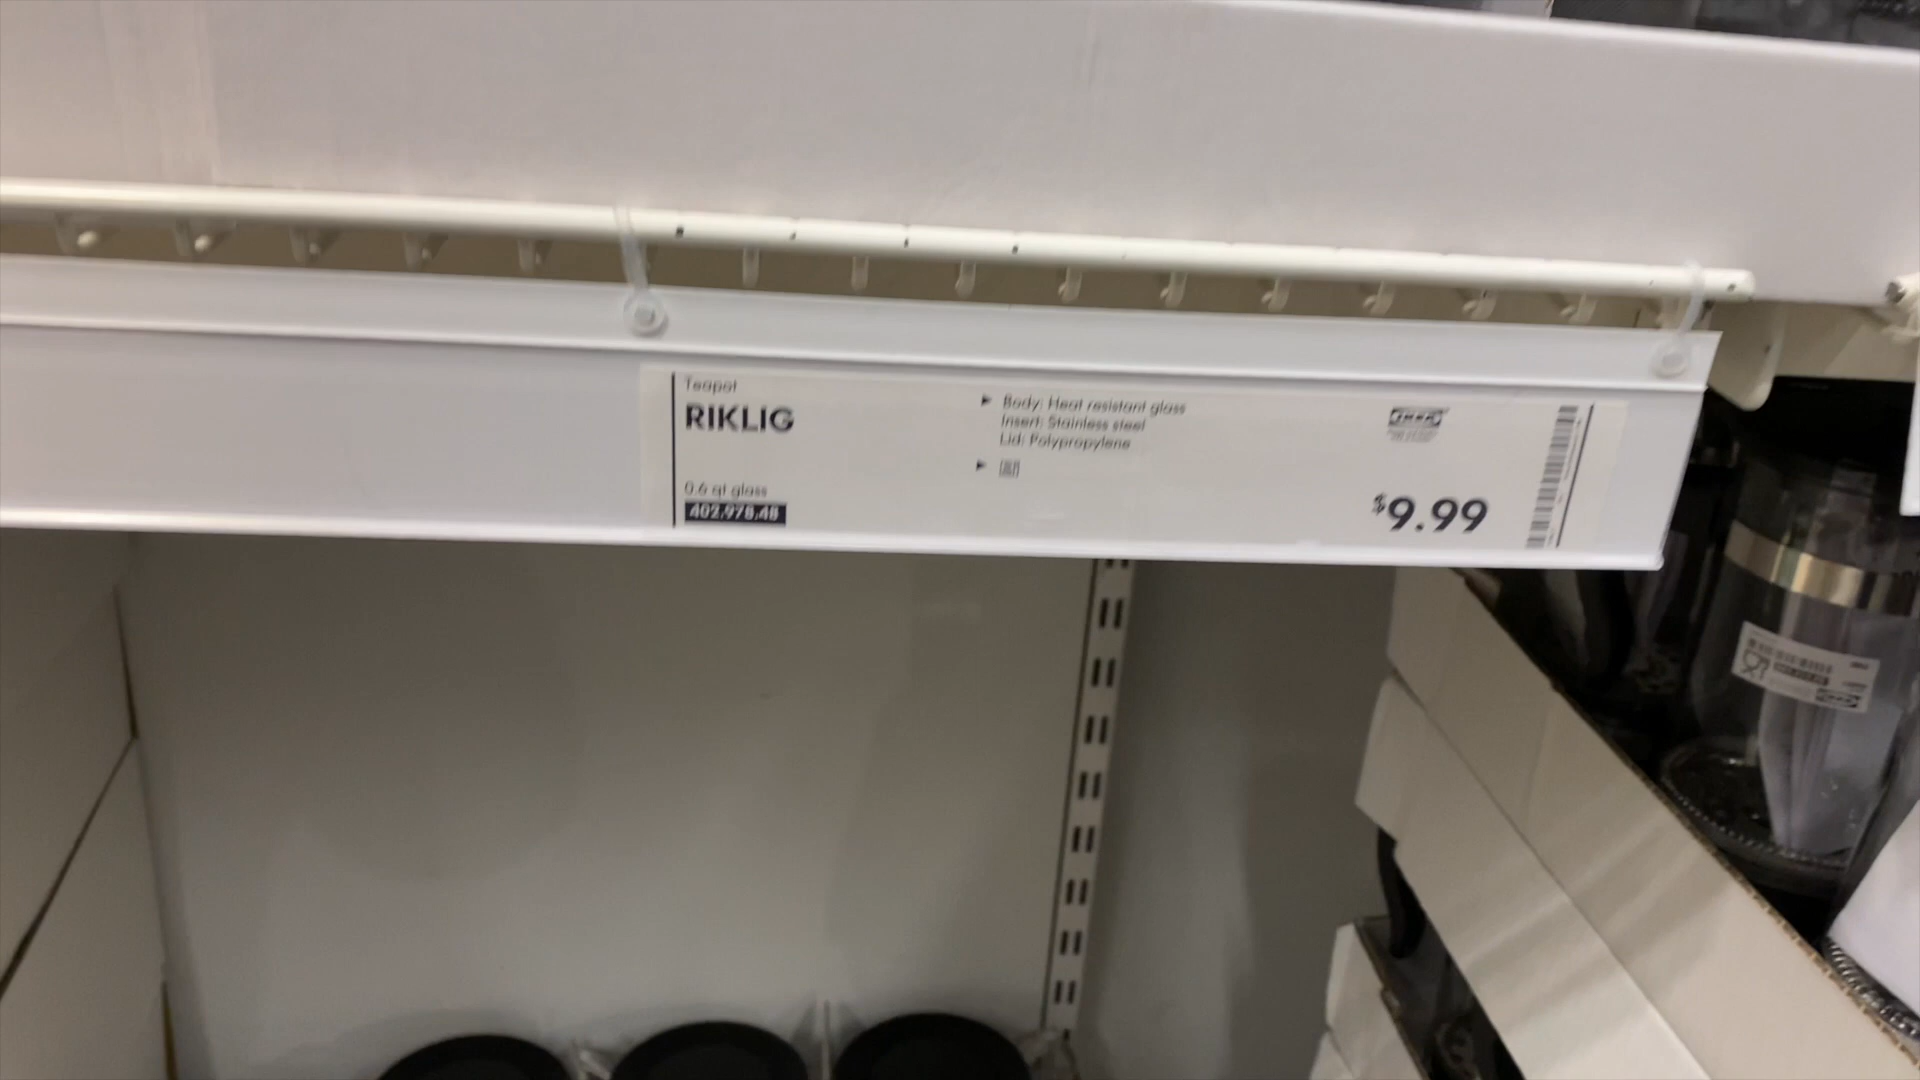 Teapot
RIKLIG
0.6 qt glass
402.978.48
Body: Heat resistant glass
Insert: Stainless steel
Lid: Polypropylene
IKEA
$9.99